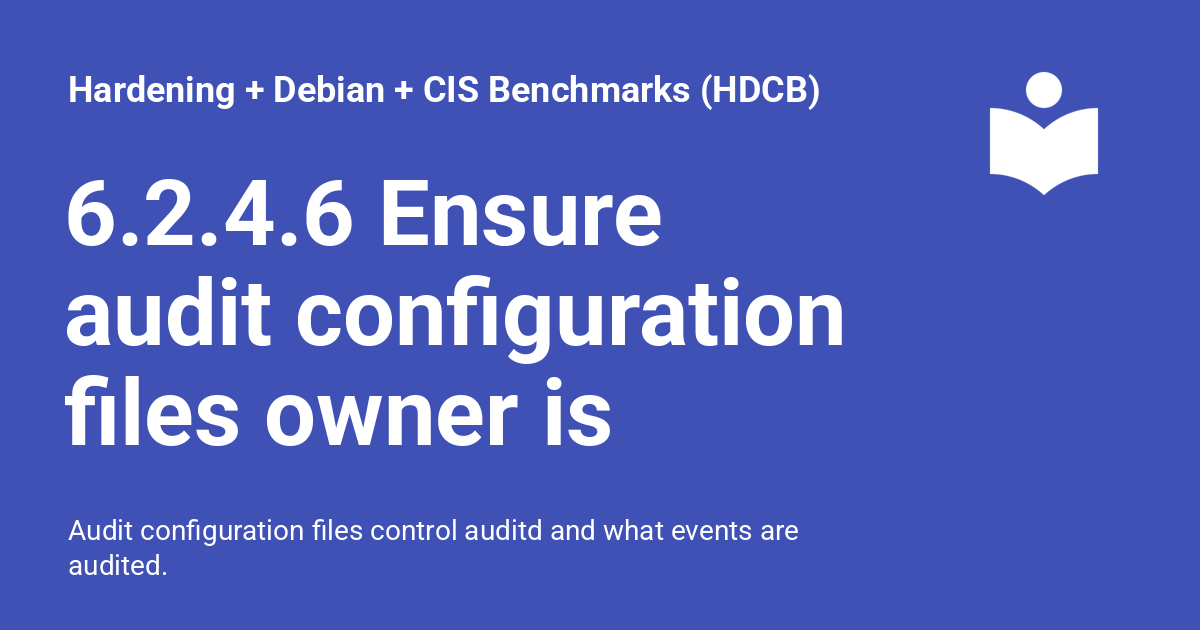 Hardening + Debian + CIS Benchmarks (HDCB)
6.2.4.6 Ensure
audit configuration
files owner is
Audit configuration files control auditd and what events are
audited.